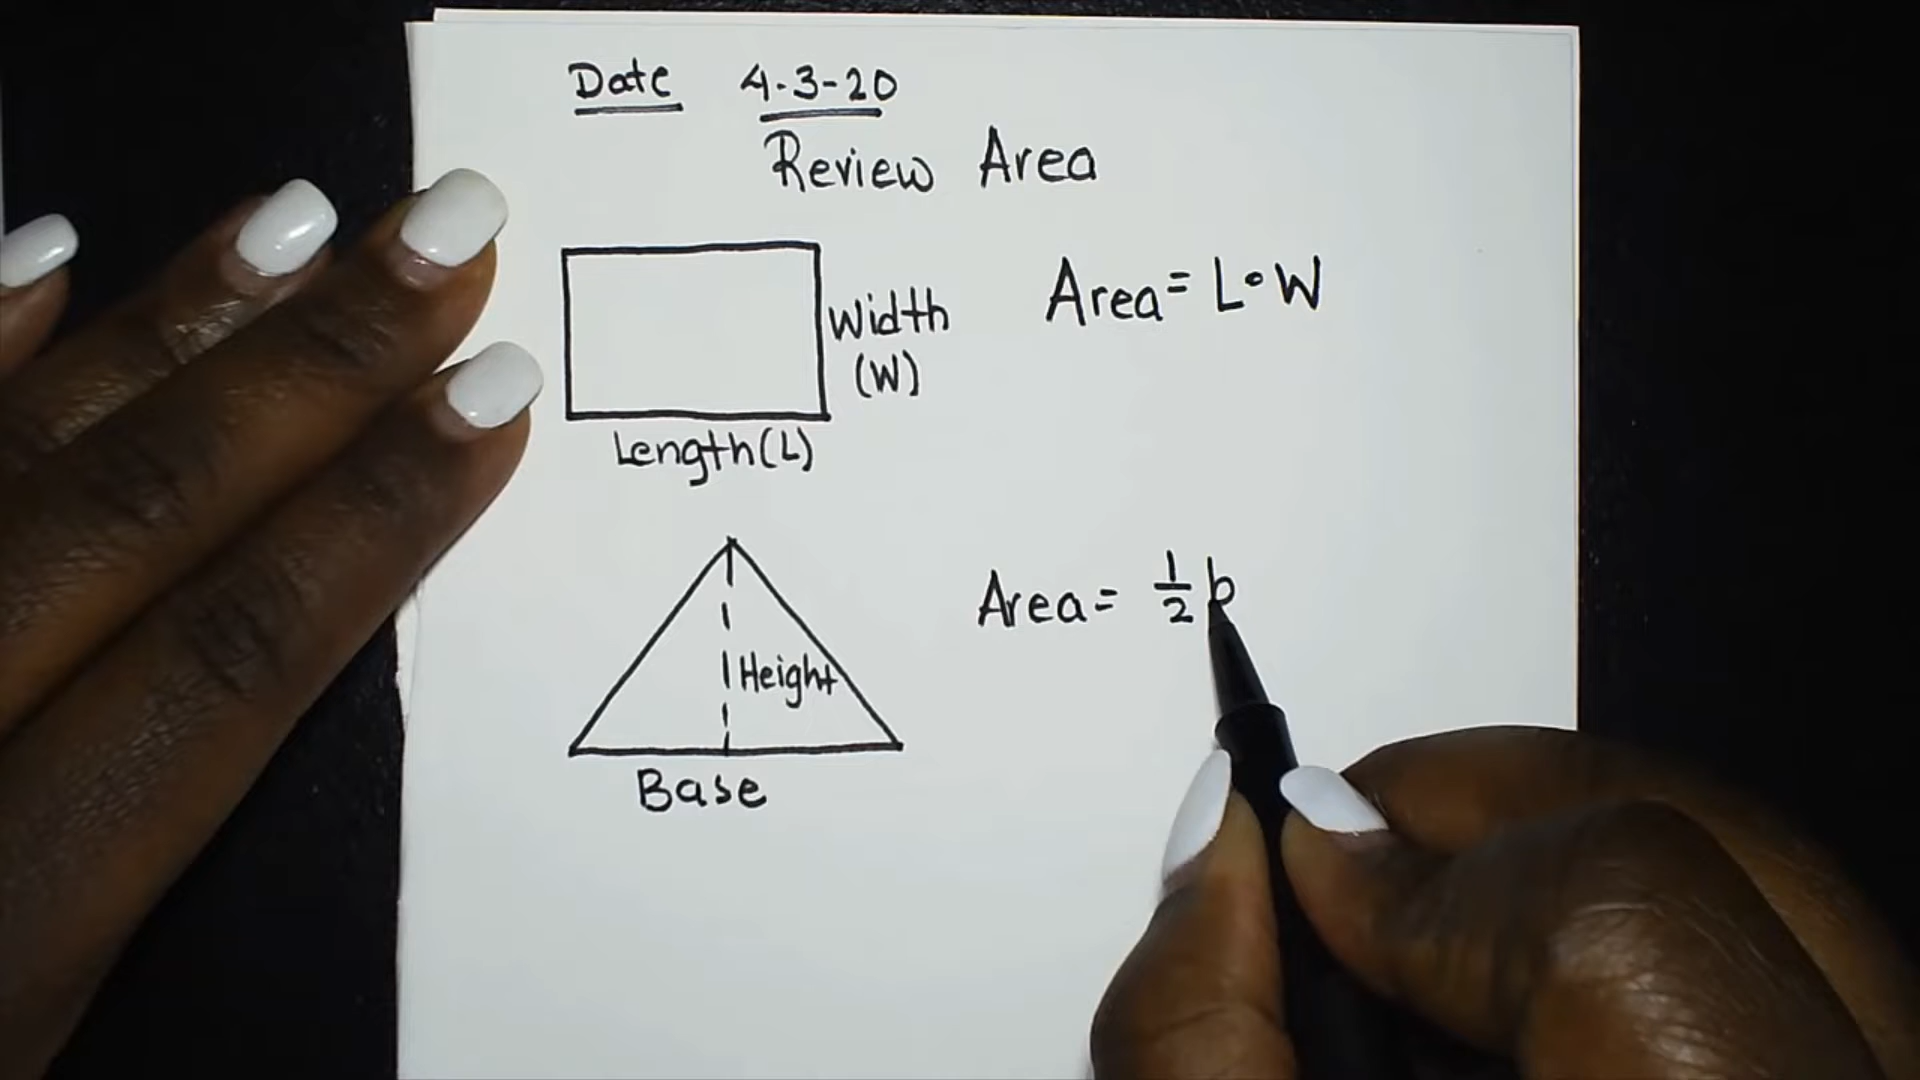 Date 4-3-20
Review Area
Width
(W)
Area = L•W
Length(L)
Height
Base
Area = 1/2 b